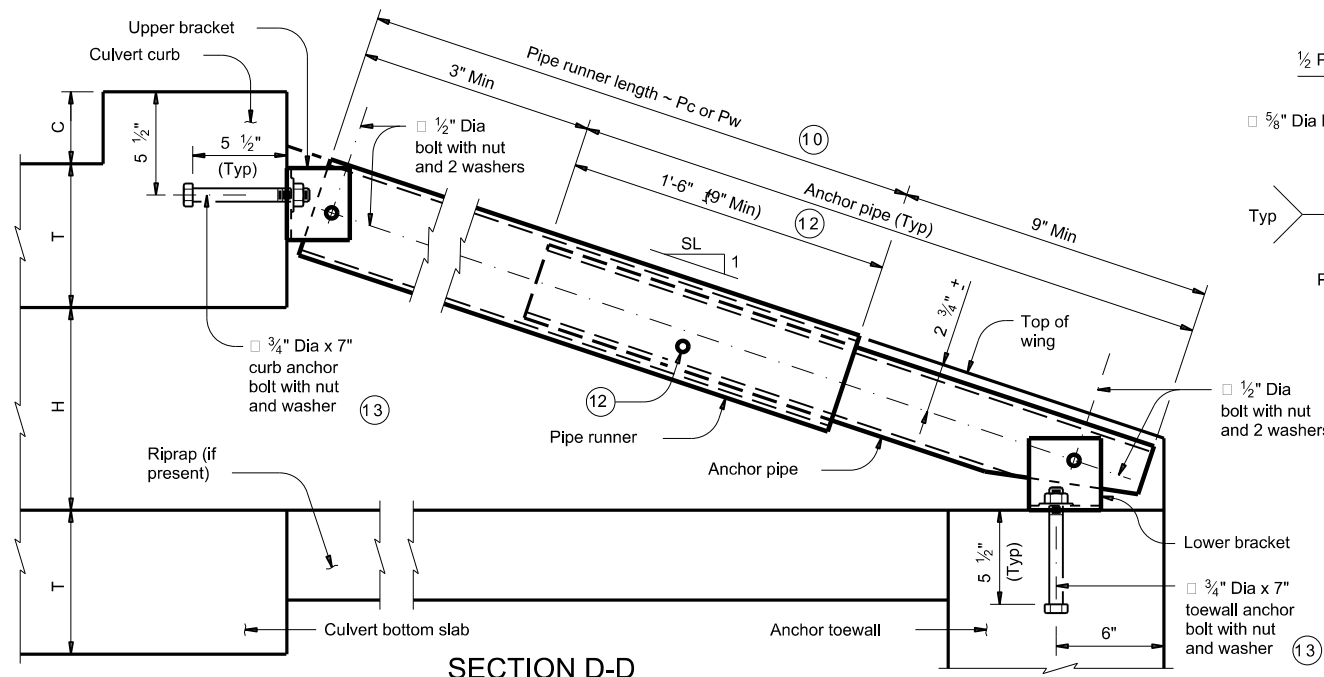 Upper bracket
Culvert curb
Pipe runner length ~ Pc or Pw
3" Min
10
□ ½" Dia
bolt with nut
and 2 washers
C
5 ½"
5 ½"
(Typ)
1'-6" ±
(9" Min)
12
Anchor pipe (Typ)
9" Min
½ P
□ ⅝" Dia
Typ
P
T
SL
1
2 ¾" ±
Top of
wing
□ ¾" Dia x 7"
curb anchor
bolt with nut
and washer
13
H
12
Pipe runner
Anchor pipe
□ ½" Dia
bolt with nut
and 2 washers
Riprap (if
present)
T
5 ½"
(Typ)
Lower bracket
□ ¾" Dia x 7"
toewall anchor
bolt with nut
and washer
13
Culvert bottom slab
Anchor toewall
6"
SECTION D-D